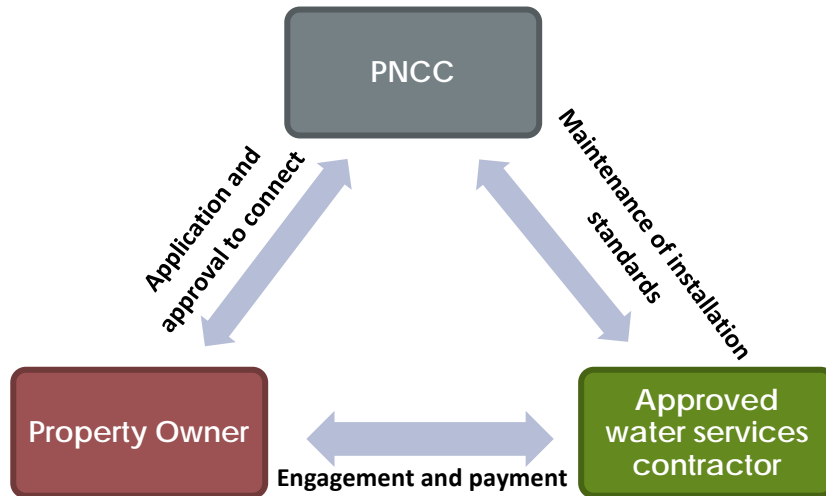 PNCC
Application and
approval to connect
Maintenance of installation
standards
Property Owner
Engagement and payment
Approved
water services
contractor